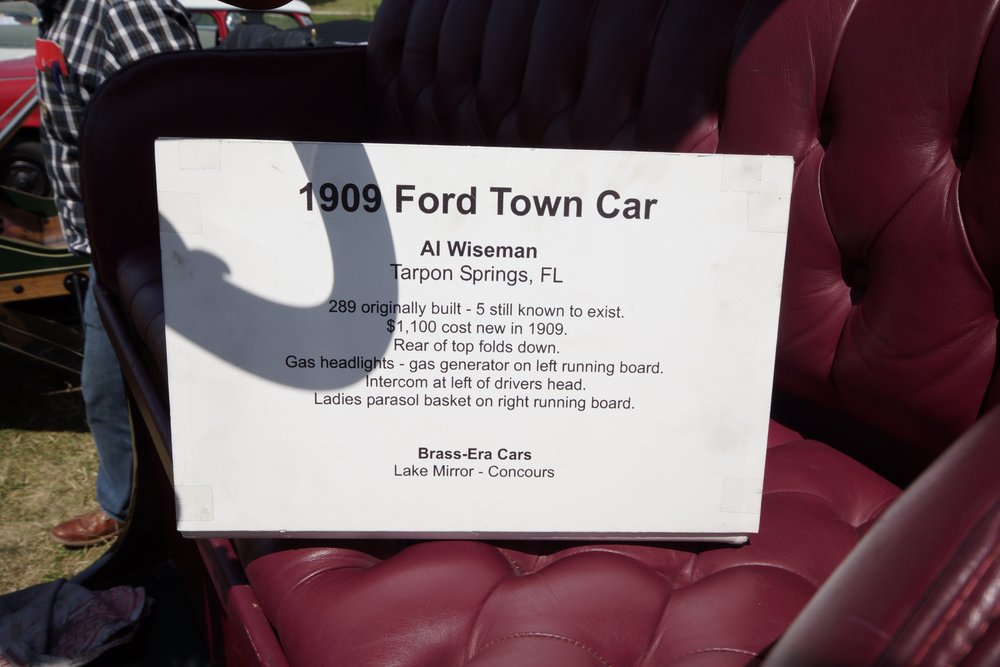 1909 Ford Town Car
Al Wiseman
Tarpon Springs, FL
289 originally built - 5 still known to exist.
$1,100 cost new in 1909.
Rear of top folds down.
Gas headlights - gas generator on left running board.
Intercom at left of drivers head.
Ladies parasol basket on right running board.
Brass-Era Cars
Lake Mirror - Concours